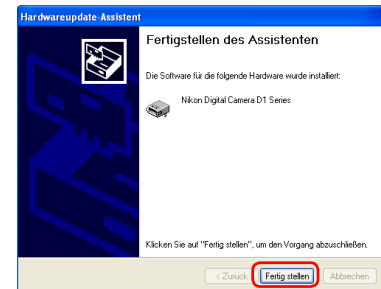 Hardwareupdate-Assistent
Fertigstellen des Assistenten
Die Software für die folgende Hardware wurde installiert:
Nikon Digital Camera D1 Series
Klicken Sie auf "Fertig stellen", um den Vorgang abzuschließen.
< Zurück Fertig stellen Abbrechen